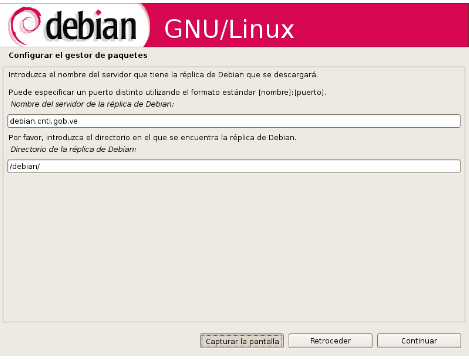 debian GNU/Linux
Configurar el gestor de paquetes
Introduzca el nombre del servidor que tiene la réplica de Debian que se descargará.
Puede especificar un puerto distinto utilizando el formato estándar [nombre]:[puerto].
Nombre del servidor de la réplica de Debian:
debian.cnti.gob.ve
Por favor, introduzca el directorio en el que se encuentra la réplica de Debian.
Directorio de la réplica de Debian:
/debian/
Capturar la pantalla Retroceder Continuar